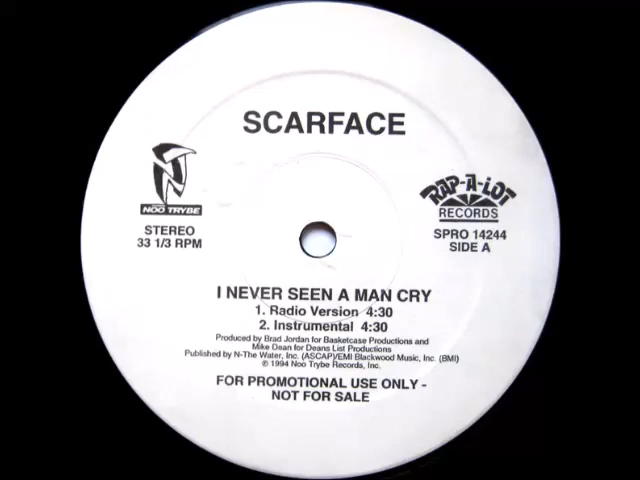 SCARFACE
NOO TRYBE
STEREO
33 1/3 RPM
RAP-A-LOT
RECORDS
SPRO 14244
SIDE A
I NEVER SEEN A MAN CRY
1. Radio Version 4:30
2. Instrumental 4:30
Produced by Brad Jordan for Basketcase Productions and
Mike Dean for Deans List Productions
Published by N-The Water, Inc. (ASCAP)/EMI Blackwood Music, Inc. (BMI)
℗ 1994 Noo Trybe Records, Inc.
FOR PROMOTIONAL USE ONLY -
NOT FOR SALE